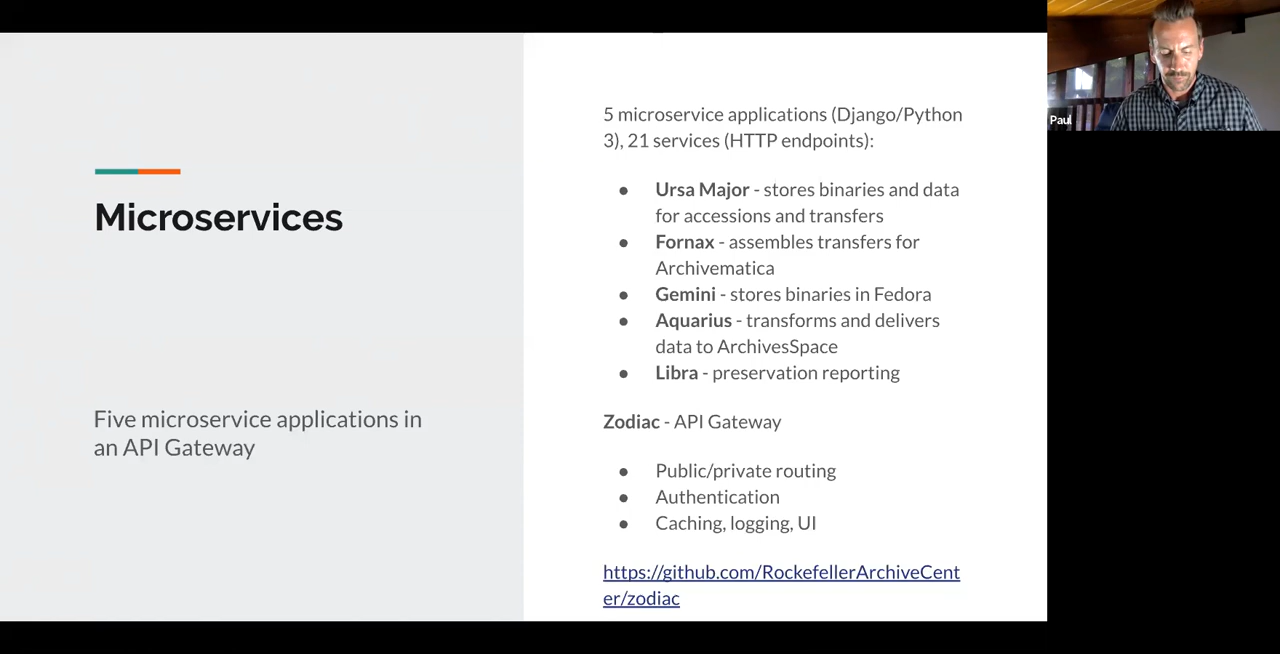 Microservices
Five microservice applications in
an API Gateway
5 microservice applications (Django/Python
3), 21 services (HTTP endpoints):
● Ursa Major - stores binaries and data
for accessions and transfers
● Fornax - assembles transfers for
Archivematica
● Gemini - stores binaries in Fedora
● Aquarius - transforms and delivers
data to ArchivesSpace
● Libra - preservation reporting
Zodiac - API Gateway
● Public/private routing
● Authentication
● Caching, logging, UI
https://github.com/RockefellerArchiveCent
er/zodiac
Paul